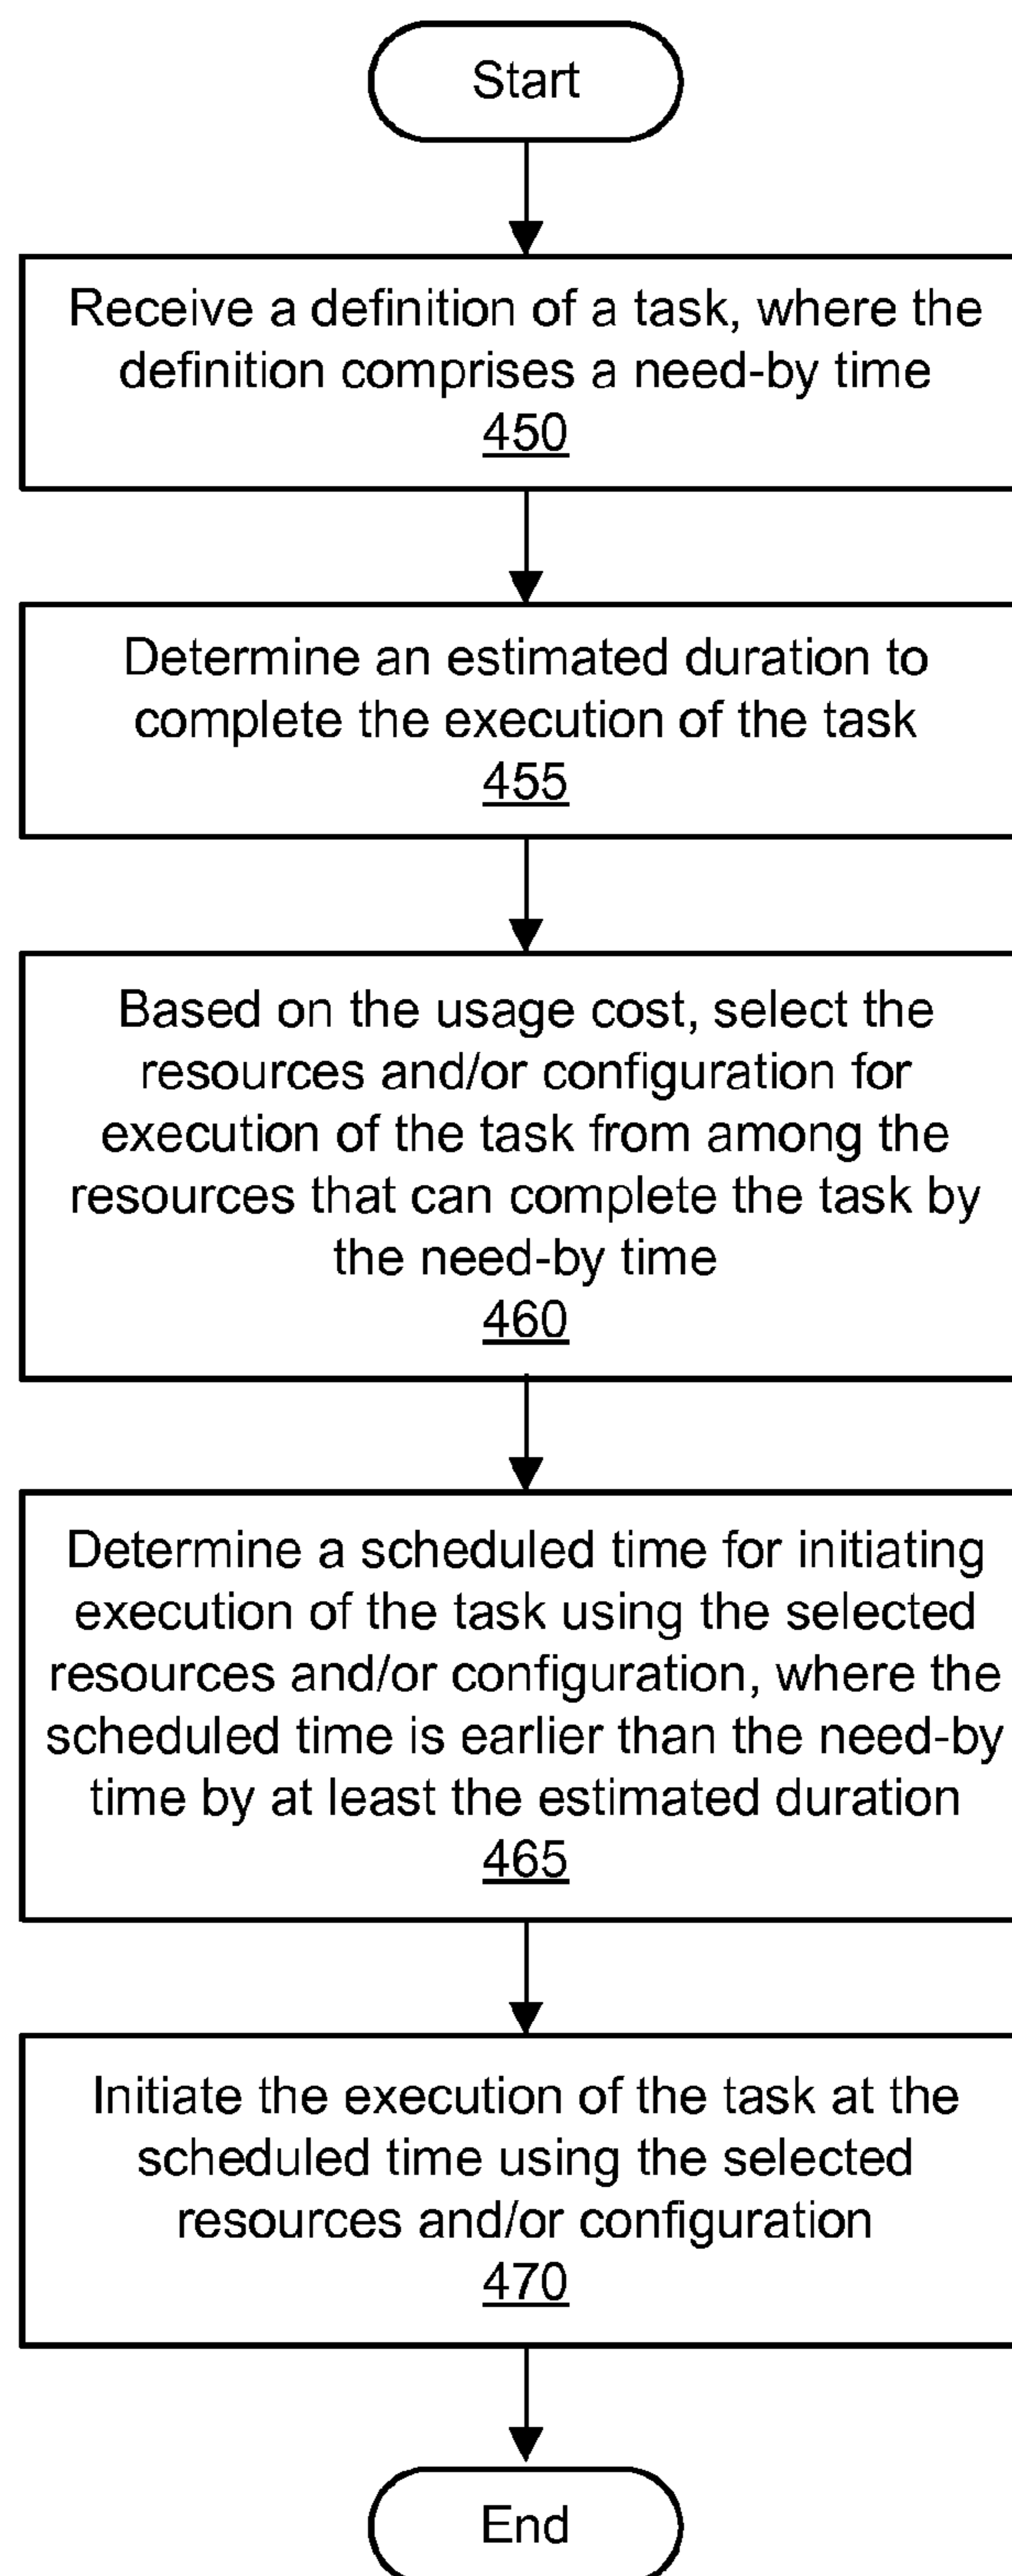 Start
Receive a definition of a task, where the
definition comprises a need-by time
450
Determine an estimated duration to
complete the execution of the task
455
Based on the usage cost, select the
resources and/or configuration for
execution of the task from among the
resources that can complete the task by
the need-by time
460
Determine a scheduled time for initiating
execution of the task using the selected
resources and/or configuration, where the
scheduled time is earlier than the need-by
time by at least the estimated duration
465
Initiate the execution of the task at the
scheduled time using the selected
resources and/or configuration
470
End